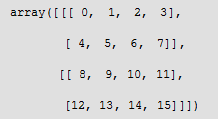 array([[[ 0,  1,  2,  3],
[ 4,  5,  6,  7]],
[[ 8,  9, 10, 11],
[12, 13, 14, 15]]])